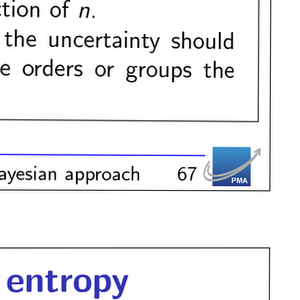 ction of n.
the uncertainty should
e orders or groups the
ayesian approach 67
PMA
entropy